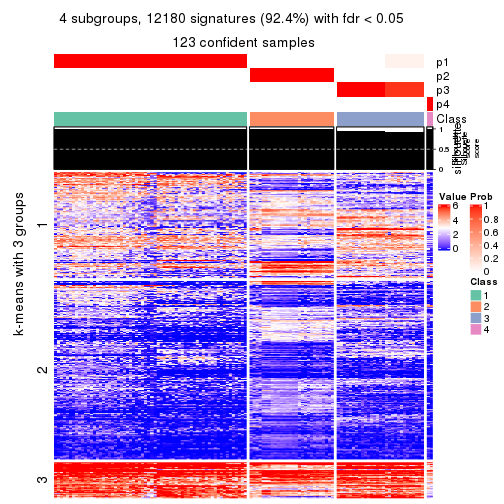 4 subgroups, 12180 signatures (92.4%) with fdr < 0.05
123 confident samples
p1
p2
p3
p4
Class
1
0.5
0
silhouette
score
k-means with 3 groups
1
2
3
Value
6
4
2
0
Prob
1
0.8
0.6
0.4
0.2
0
Class
1
2
3
4